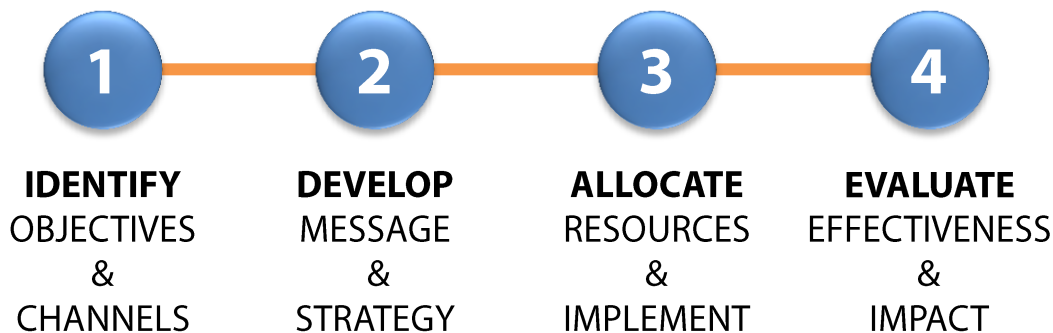 1
2
3
4
IDENTIFY
OBJECTIVES
&
CHANNELS
DEVELOP
MESSAGE
&
STRATEGY
ALLOCATE
RESOURCES
&
IMPLEMENT
EVALUATE
EFFECTIVENESS
&
IMPACT